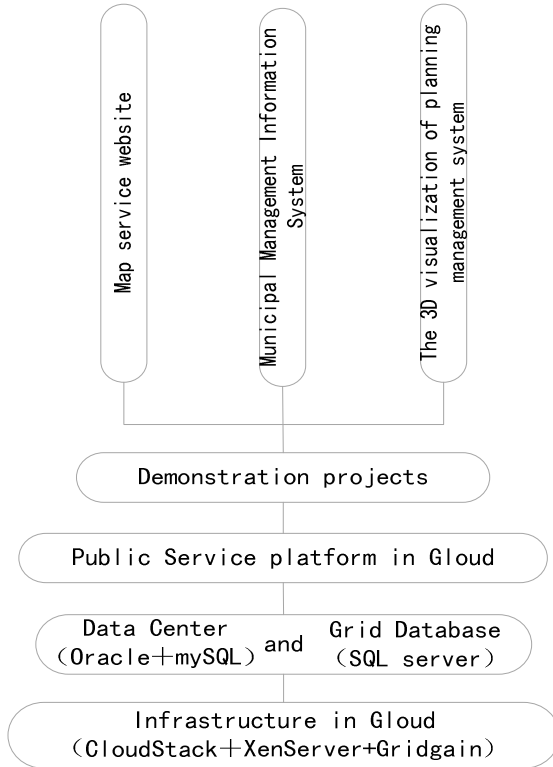 Map service website
Municipal Management Information
System
The 3D visualization of planning
management system
Demonstration projects
Public Service platform in Gloud
Data Center
（Oracle＋mySQL）
and
Grid Database
（SQL server）
Infrastructure in Gloud
（CloudStack＋XenServer+Gridgain）